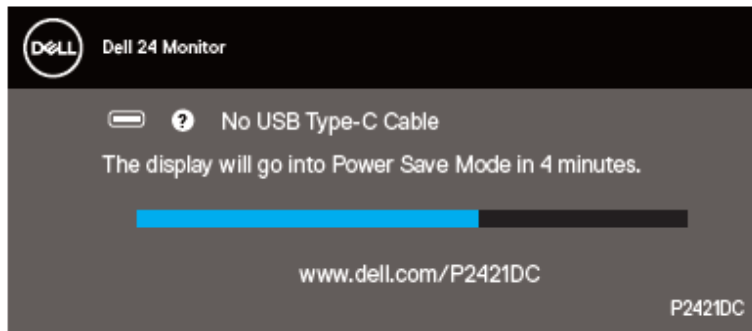 DELL
Dell 24 Monitor
? No USB Type-C Cable
The display will go into Power Save Mode in 4 minutes.
www.dell.com/P2421DC
P2421DC